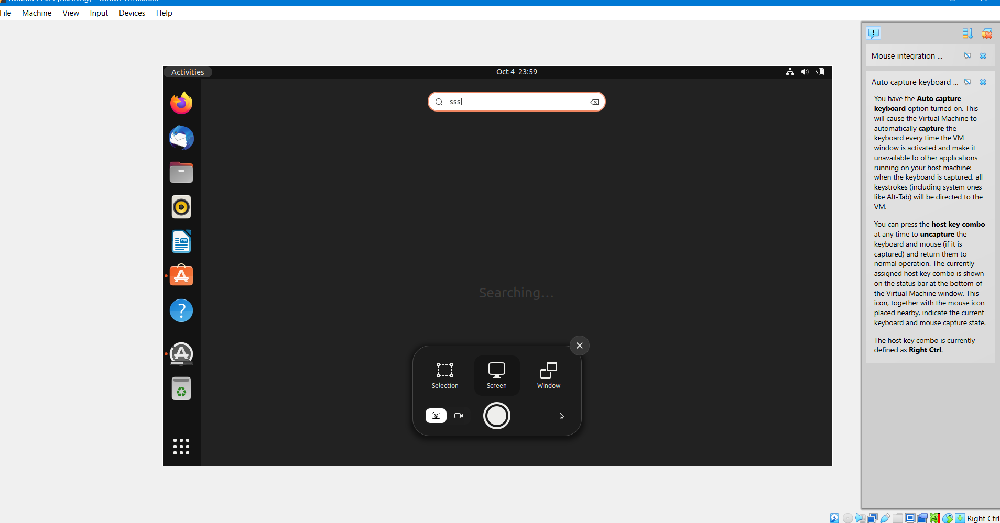 File Machine View Input Devices Help
Mouse integration ...
Activities
Oct 4 23:59
sss
Auto capture keyboard ...
You have the Auto capture
keyboard option turned on. This
will cause the Virtual Machine to
automatically capture the
keyboard every time the VM
window is activated and make it
unavailable to other applications
running on your host machine:
when the keyboard is captured, all
keystrokes (including system ones
like Alt-Tab) will be directed to the
VM.
You can press the host key combo
at any time to uncapture the
keyboard and mouse (if it is
captured) and return them to
normal operation. The currently
assigned host key combo is shown
on the status bar at the bottom of
the Virtual Machine window. This
icon, together with the mouse icon
placed nearby, indicate the current
keyboard and mouse capture state.
The host key combo is currently
defined as Right Ctrl.
Searching...
Selection
Screen
Window
Right Ctrl